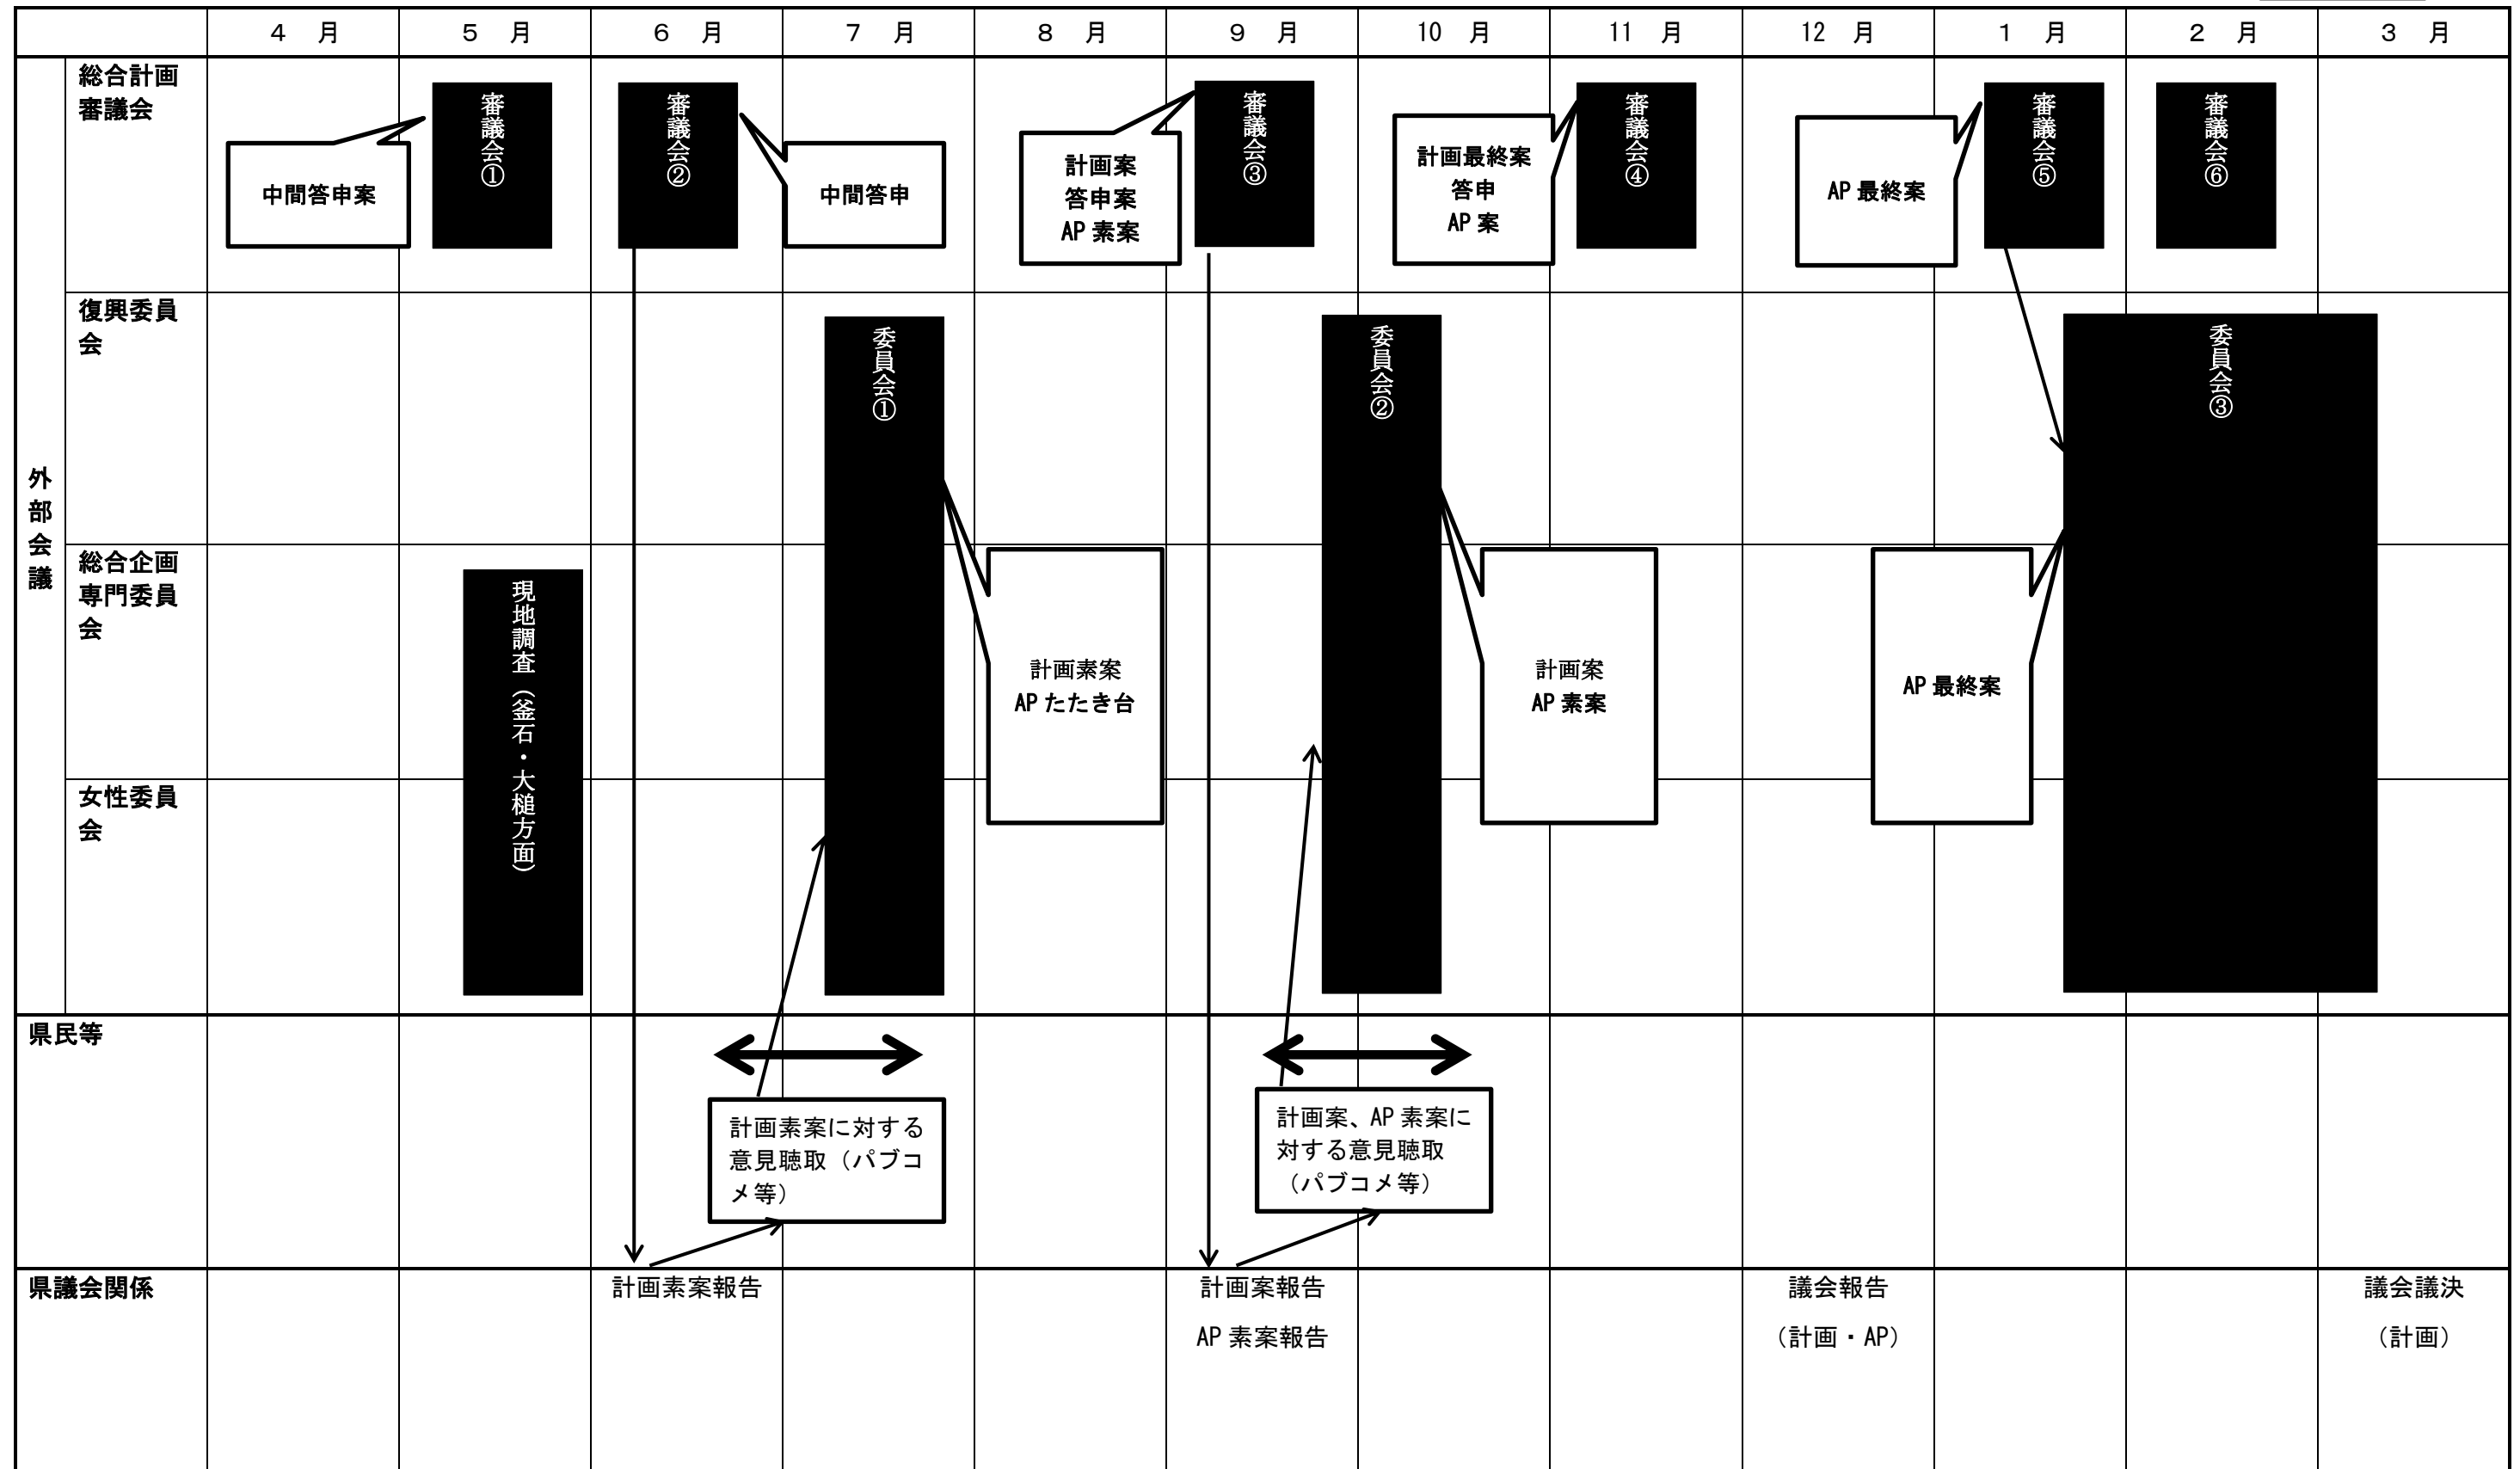 4 月
5 月
6 月
7 月
8 月
9 月
10 月
11 月
12 月
1 月
2 月
3 月
外部会議
総合計画
審議会
審議会①
審議会②
審議会③
審議会④
審議会⑤
審議会⑥
中間答申案
中間答申
計画案
答申案
AP 素案
計画最終案
答申
AP 案
AP 最終案
復興委員
会
委員会①
委員会②
委員会③
総合企画
専門委員
会
現地調査（釜石・大槌方面）
計画素案
AP たたき台
計画案
AP 素案
AP 最終案
女性委員
会
県民等
計画素案に対する
意見聴取（パブコ
メ等）
計画案、AP 素案に
対する意見聴取
（パブコメ等）
県議会関係
計画素案報告
計画案報告
AP 素案報告
議会報告
（計画・AP）
議会議決
（計画）